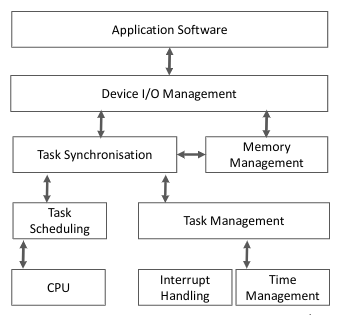 Application Software
Device I/O Management
Task Synchronisation
Memory
Management
Task
Scheduling
Task Management
CPU
Interrupt
Handling
Time
Management